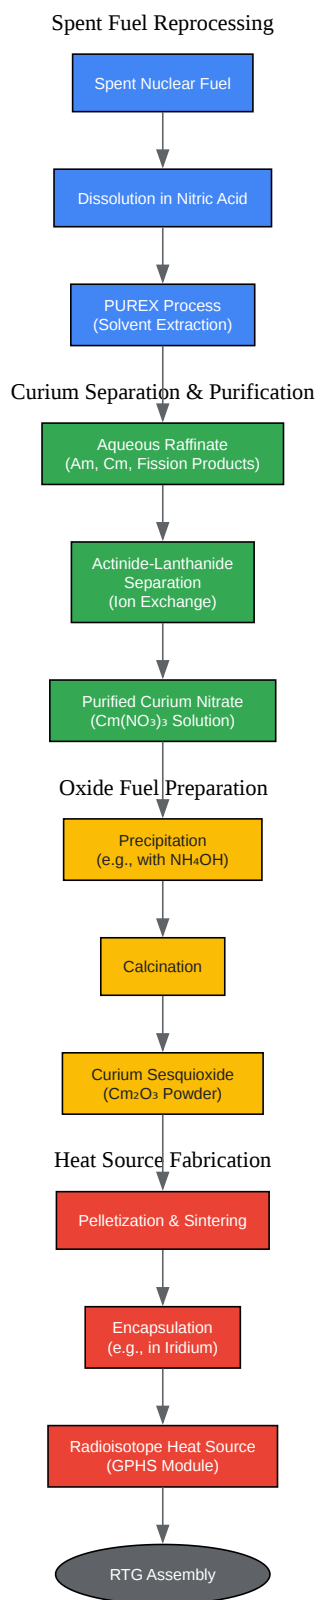 Spent Fuel Reprocessing
Spent Nuclear Fuel
Dissolution in Nitric Acid
PUREX Process
(Solvent Extraction)
Curium Separation & Purification
Aqueous Raffinate
(Am, Cm, Fission Products)
Actinide-Lanthanide
Separation
(Ion Exchange)
Purified Curium Nitrate
(Cm(NO₃)₃ Solution)
Oxide Fuel Preparation
Precipitation
(e.g., with NH₄OH)
Calcination
Curium Sesquioxide
(Cm₂O₃ Powder)
Heat Source Fabrication
Pelletization & Sintering
Encapsulation
(e.g., in Iridium)
Radioisotope Heat Source
(GPHS Module)
RTG Assembly